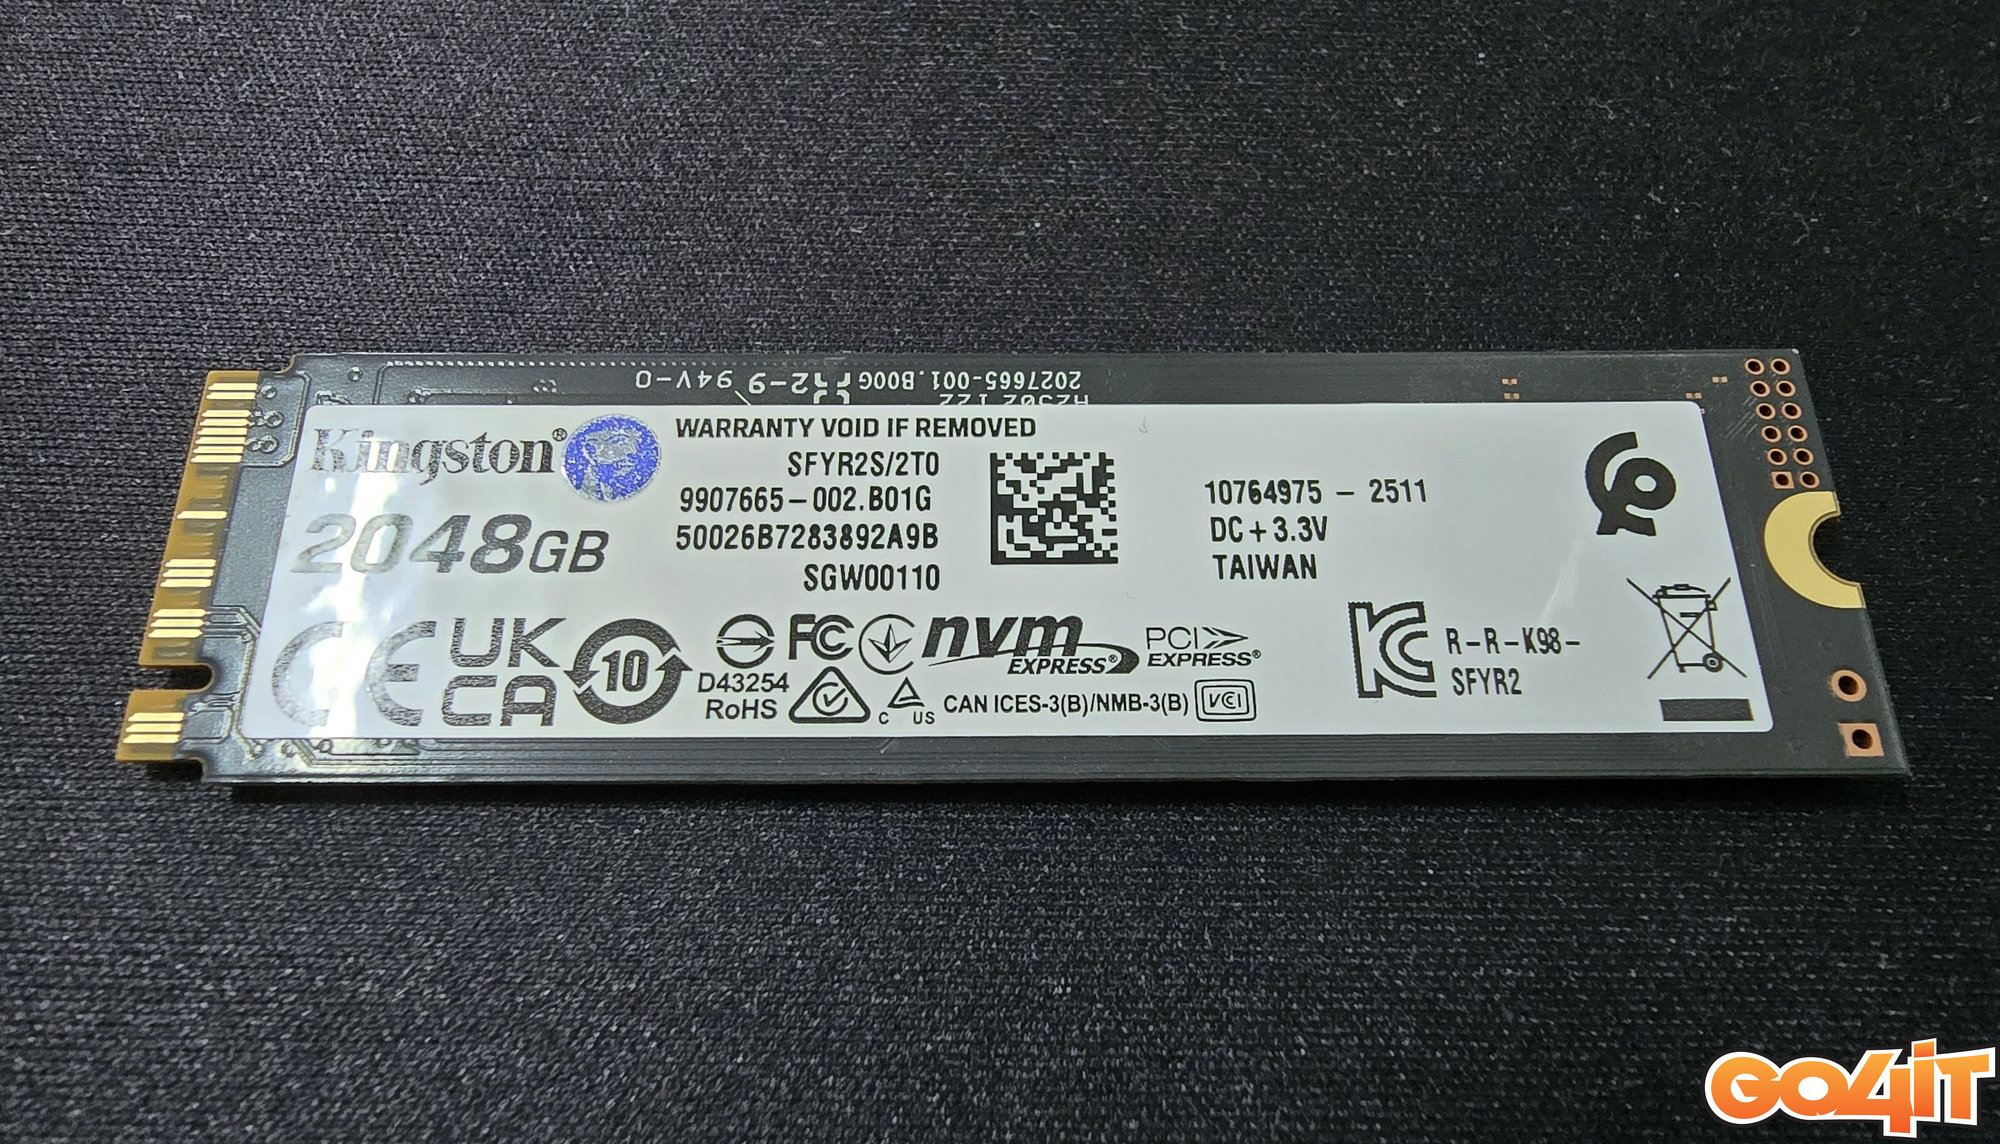 2027665-001.B00G
94V-0
Kingston®
2048GB
WARRANTY VOID IF REMOVED
SFYR2S/2T0
9907665-002.B01G
50026B7283892A9B
SGW00110
10764975 - 2511
DC+3.3V
TAIWAN
CE
UK
CA
10
D43254
RoHS
FC
nvm
EXPRESS®
PCI
EXPRESS®
C US
CAN ICES-3(B)/NMB-3(B)
VCI
KC
R-R-K98-
SFYR2
GO4IT